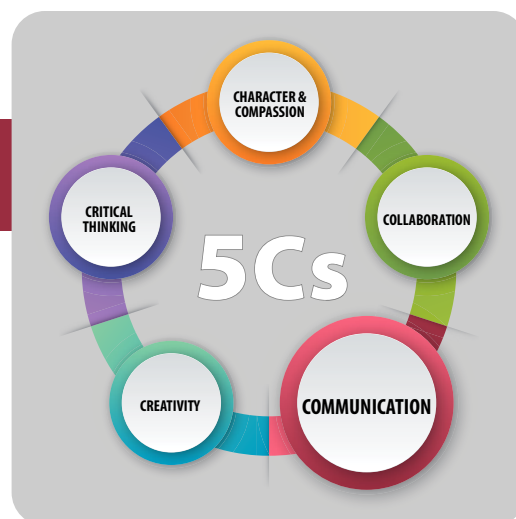 CHARACTER &
COMPASSION
CRITICAL
THINKING
COLLABORATION
5Cs
CREATIVITY
COMMUNICATION